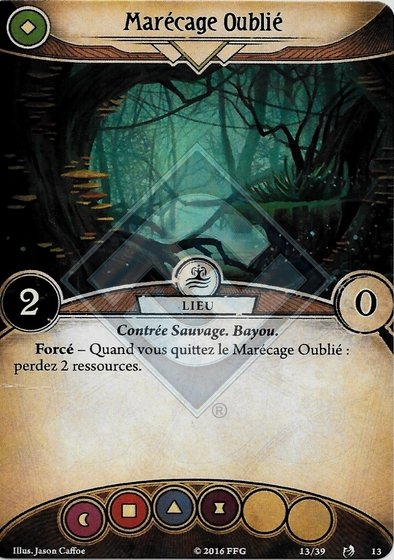 Marécage Oublié
2
LIEU
0
Contrée Sauvage. Bayou.
Forcé – Quand vous quittez le Marécage Oublié :
perdez 2 ressources.
®
Illus. Jason Caffoe
© 2016 FFG
13/39
13